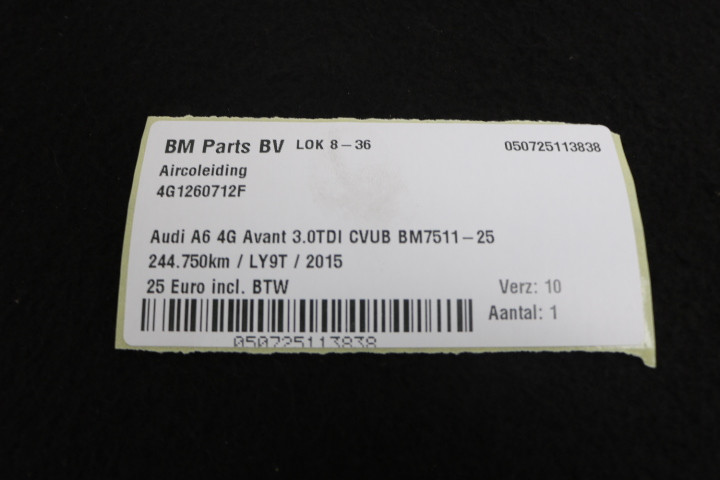 BM Parts BV LOK 8-36 050725113838
Aircoleiding
4G1260712F
Audi A6 4G Avant 3.0TDI CVUB BM7511-25
244.750km / LY9T / 2015
25 Euro incl. BTW Verz: 10
Aantal: 1
050725113838